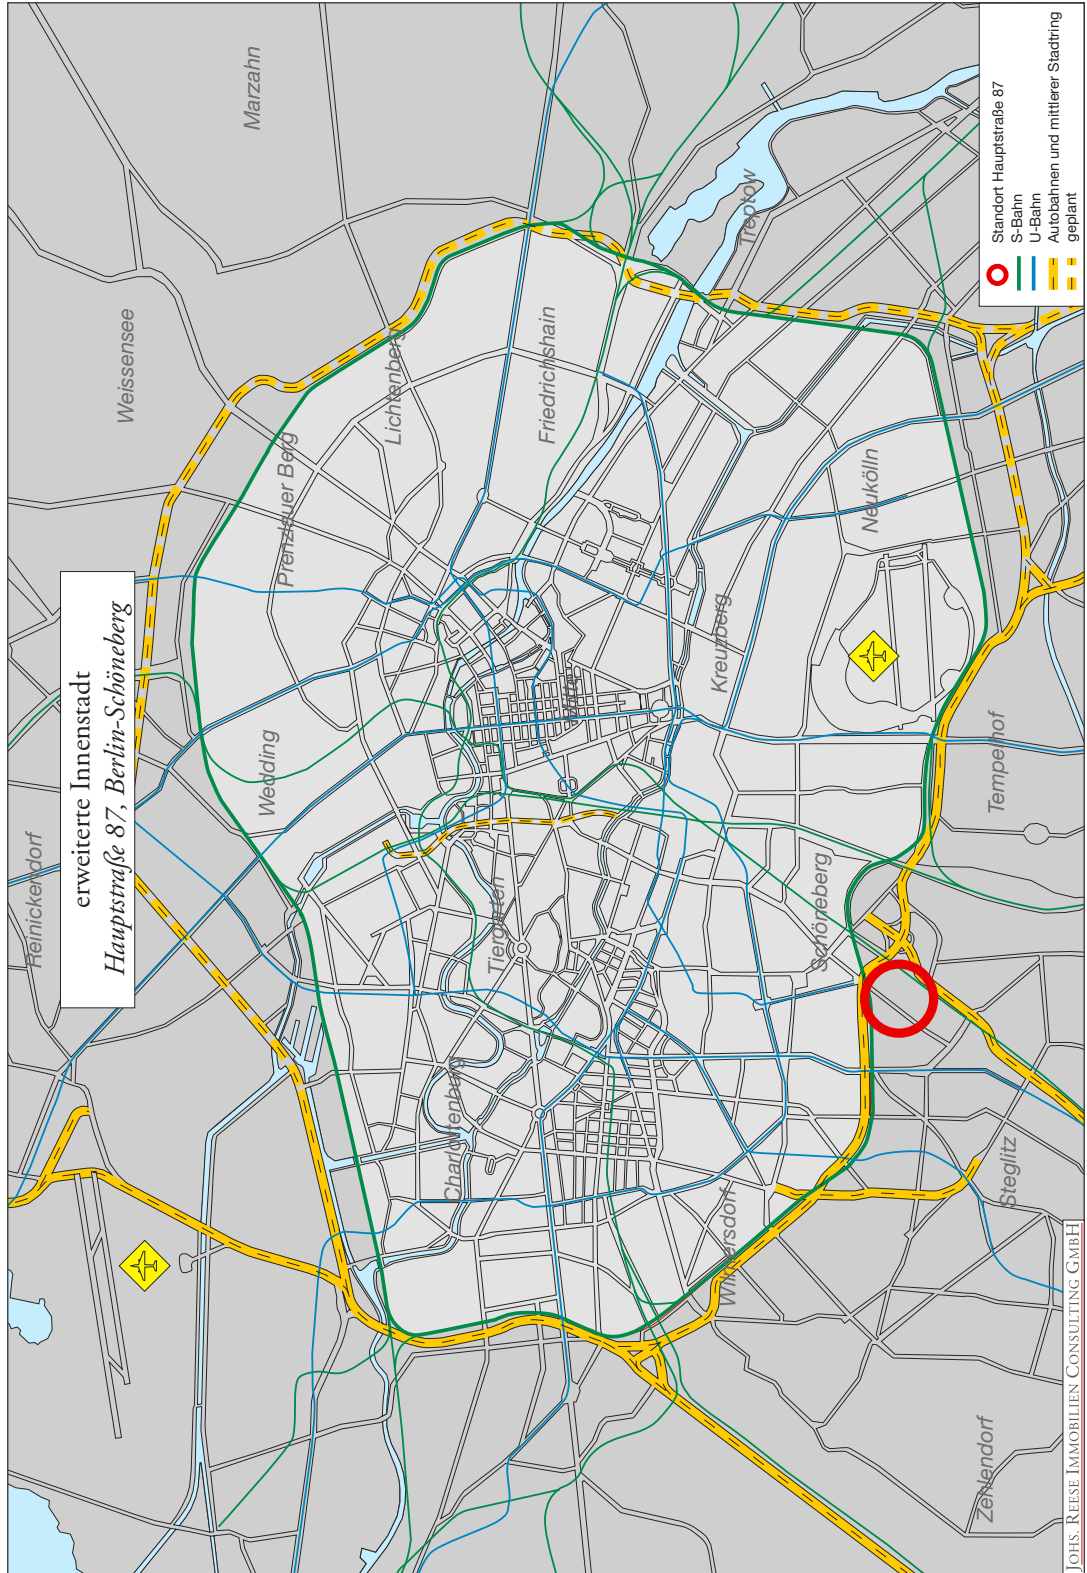 erweiterte Innenstadt
Hauptstraße 87, Berlin-Schöneberg
Reinickendorf
Weissensee
Marzahn
Wedding
Prenzlauer Berg
Lichtenberg
Charlottenburg
Tiergarten
Mitte
Friedrichshain
Wilmersdorf
Schöneberg
Kreuzberg
Neukölln
Treptow
Zehlendorf
Steglitz
Tempelhof
Standort Hauptstraße 87
S-Bahn
U-Bahn
Autobahnen und mittlerer Stadtring
geplant
JOHS. REESE IMMOBILIEN CONSULTING GMBH